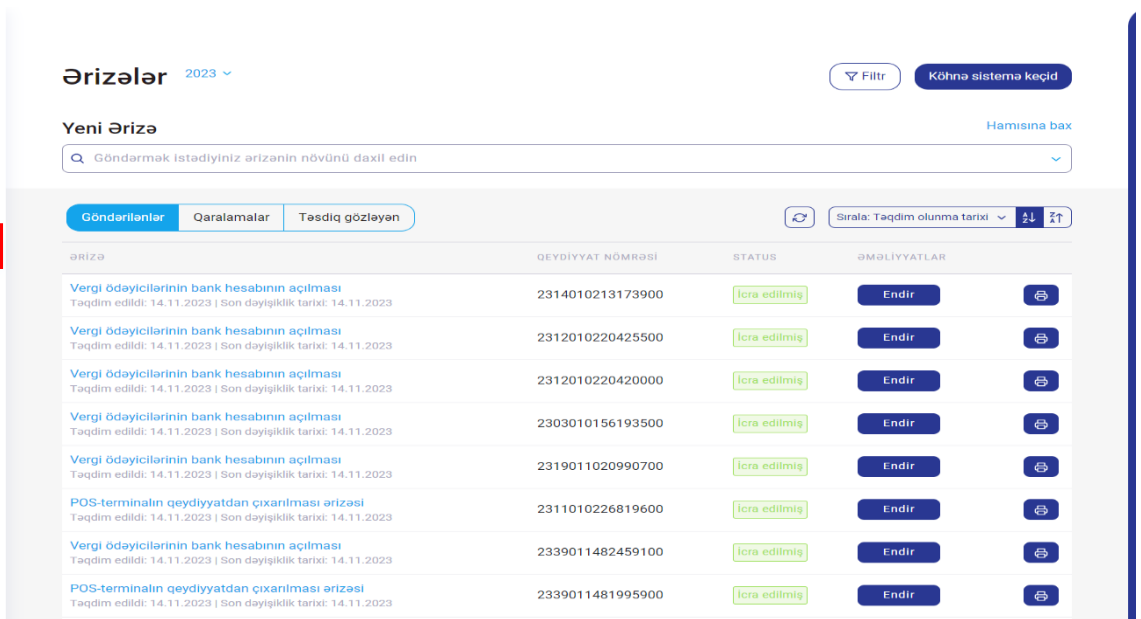 Ərizələr 2023
Filtr
Köhnə sistemə keçid
Yeni Ərizə
Hamısına bax
Göndərmək istədiyiniz ərizənin növünü daxil edin
Göndərilənlər Qaralamalar Təsdiq gözləyən
Sırala: Təqdim olunma tarixi
ƏRİZƏ QEYDİYYAT NÖMRƏSİ STATUS ƏMƏLİYYATLAR
Vergi ödəyicilərinin bank hesabının açılması
Təqdim edildi: 14.11.2023 | Son dəyişiklik tarixi: 14.11.2023
2314010213173900 İcra edilmiş Endir
Vergi ödəyicilərinin bank hesabının açılması
Təqdim edildi: 14.11.2023 | Son dəyişiklik tarixi: 14.11.2023
2312010220425500 İcra edilmiş Endir
Vergi ödəyicilərinin bank hesabının açılması
Təqdim edildi: 14.11.2023 | Son dəyişiklik tarixi: 14.11.2023
2312010220420000 İcra edilmiş Endir
Vergi ödəyicilərinin bank hesabının açılması
Təqdim edildi: 14.11.2023 | Son dəyişiklik tarixi: 14.11.2023
2303010156193500 İcra edilmiş Endir
Vergi ödəyicilərinin bank hesabının açılması
Təqdim edildi: 14.11.2023 | Son dəyişiklik tarixi: 14.11.2023
2319011020990700 İcra edilmiş Endir
POS-terminalın qeydiyyatdan çıxarılması ərizəsi
Təqdim edildi: 14.11.2023 | Son dəyişiklik tarixi: 14.11.2023
2311010226819600 İcra edilmiş Endir
Vergi ödəyicilərinin bank hesabının açılması
Təqdim edildi: 14.11.2023 | Son dəyişiklik tarixi: 14.11.2023
2339011482459100 İcra edilmiş Endir
POS-terminalın qeydiyyatdan çıxarılması ərizəsi
Təqdim edildi: 14.11.2023 | Son dəyişiklik tarixi: 14.11.2023
2339011481995900 İcra edilmiş Endir